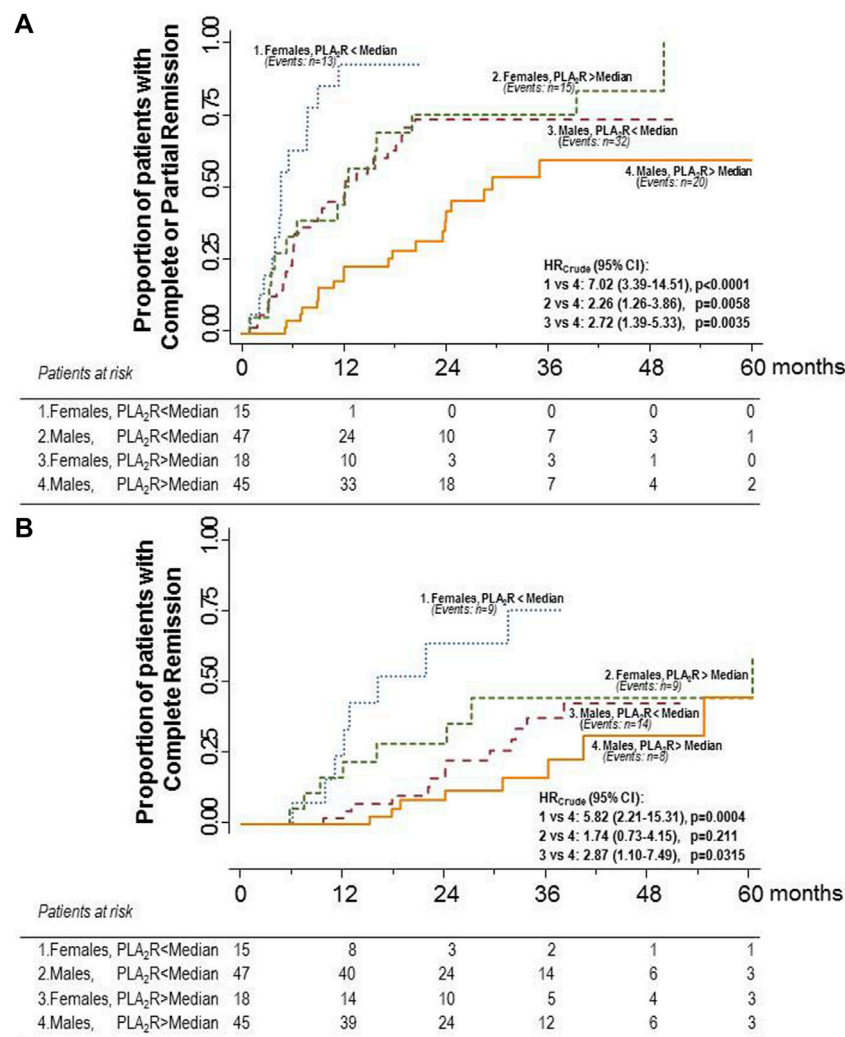 A
Proportion of patients with
Complete or Partial Remission
1.00
0.75
0.50
0.25
0.00
1. Females, PLA2R < Median
(Events: n=13)
2. Females, PLA2R >Median
(Events: n=15)
3. Males, PLA2R< Median
(Events: n=32)
4. Males, PLA2R> Median
(Events: n=20)
HRCrude (95% CI):
1 vs 4: 7.02 (3.39-14.51), p<0.0001
2 vs 4: 2.26 (1.26-3.86), p=0.0058
3 vs 4: 2.72 (1.39-5.33), p=0.0035
0 12 24 36 48 60 months
Patients at risk
1.Females, PLA2R<Median 15 1 0 0 0 0
2.Males, PLA2R<Median 47 24 10 7 3 1
3.Females, PLA2R>Median 18 10 3 3 1 0
4.Males, PLA2R>Median 45 33 18 7 4 2
B
Proportion of patients with
Complete Remission
1.00
0.75
0.50
0.25
0.00
1. Females, PLA2R < Median
(Events: n=9)
2. Females, PLA2R > Median
(Events: n=9)
3. Males, PLA2R< Median
(Events: n=14)
4. Males, PLA2R> Median
(Events: n=8)
HRCrude (95% CI):
1 vs 4: 5.82 (2.21-15.31), p=0.0004
2 vs 4: 1.74 (0.73-4.15), p=0.211
3 vs 4: 2.87 (1.10-7.49), p=0.0315
0 12 24 36 48 60 months
Patients at risk
1.Females, PLA2R<Median 15 8 3 2 1 1
2.Males, PLA2R<Median 47 40 24 14 6 3
3.Females, PLA2R>Median 18 14 10 5 4 3
4.Males, PLA2R>Median 45 39 24 12 6 3